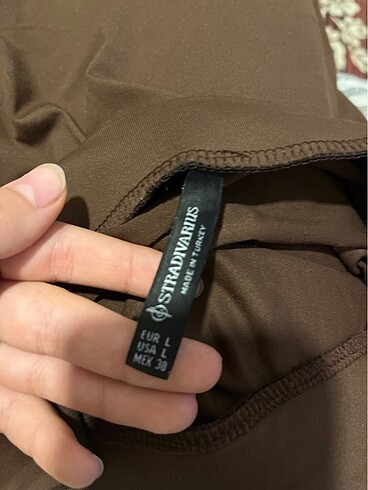 STRADIVARIUS
MADE IN TURKEY
EUR L
USA L
MEX 30